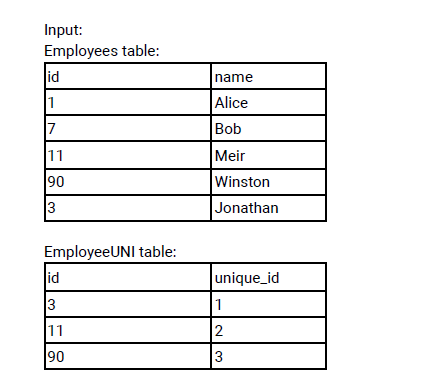 Input:
Employees table:
id name
1 Alice
7 Bob
11 Meir
90 Winston
3 Jonathan
EmployeeUNI table:
id unique_id
3 1
11 2
90 3